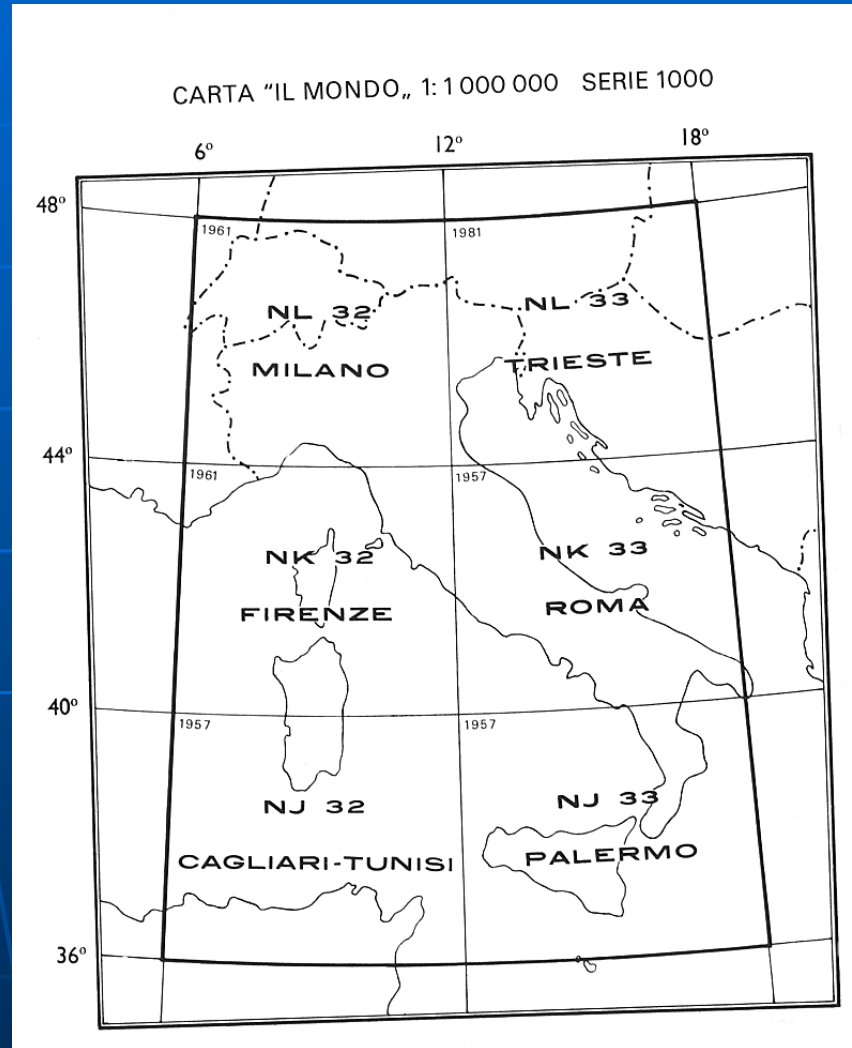 CARTA "IL MONDO„ 1: 1 000 000 SERIE 1000
6° 12° 18°
48°
1961 1981
NL 32 NL 33
MILANO TRIESTE
44°
1961 1957
NK 32 NK 33
FIRENZE ROMA
40°
1957 1957
NJ 32 NJ 33
CAGLIARI-TUNISI PALERMO
36°